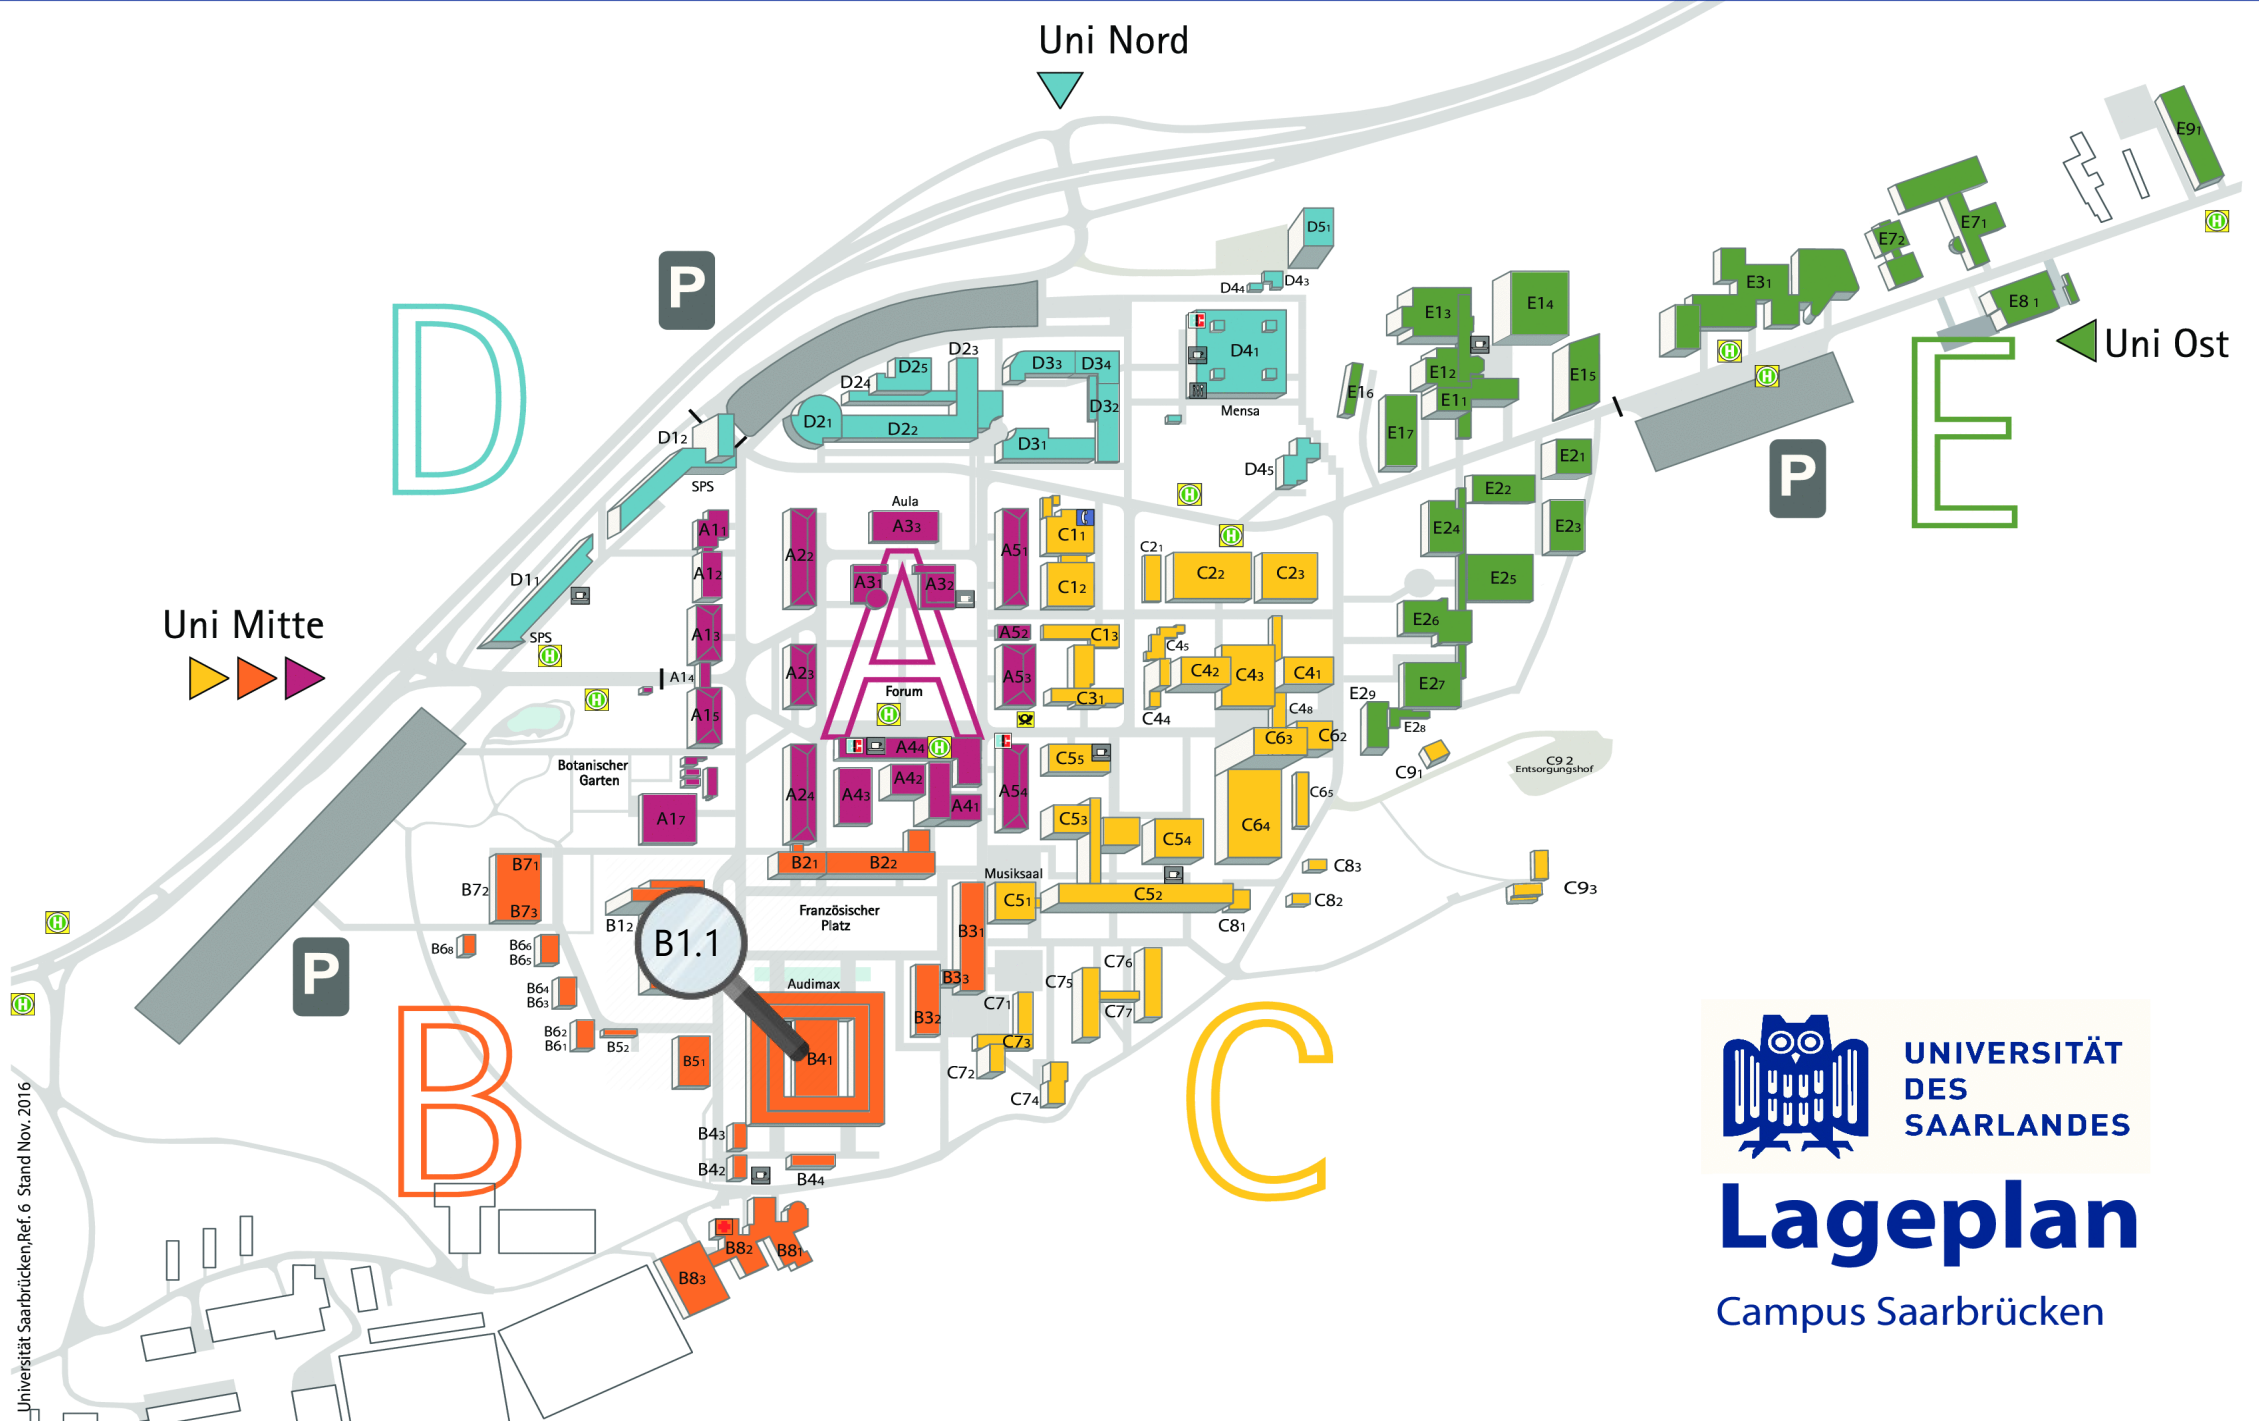 Uni Nord
E91
P
D51
E71
E72
D44
D43
E31
E14
E13
E8 1
Uni Ost
D
D41
D23
D25
D24
D33
D34
E12
E15
E16
E11
D32
Mensa
E
D21
D22
D31
E17
D12
D45
E21
SPS
P
E22
Aula
A11
A33
A22
A51
C11
E24
E23
C21
D11
A12
A31
A32
C12
C22
C23
E25
Uni Mitte
SPS
A13
A52
C13
C45
E26
A14
A23
A
A53
C42
C43
C41
E27
Forum
C31
E29
A15
C44
C48
E28
A44
C63
C62
Botanischer
Garten
C55
C91
C9 2
Entsorgungshof
A24
A43
A42
A41
A54
C65
A17
C53
C54
C64
B71
B21
B22
Musiksaal
C83
B72
C52
C93
B73
B12
Französischer
Platz
C51
C82
C81
B31
B1.1
B68
B66
B65
C76
P
B33
C75
Audimax
B64
B63
C71
C77
B32
B62
B61
B52
C73
B
B51
B41
C72
C
C74
B43
B42
B44
B82
B81
B83
UNIVERSITÄT
DES
SAARLANDES
Lageplan
Campus Saarbrücken
Universität Saarbrücken,Ref. 6 Stand Nov. 2016